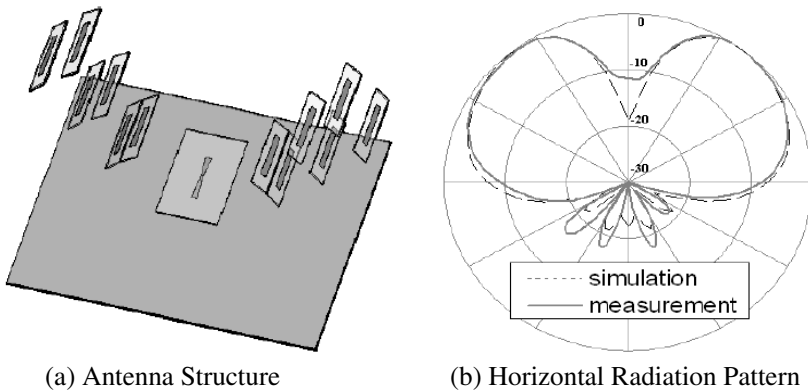 0
-10
-20
-30
simulation
measurement
(a) Antenna Structure
(b) Horizontal Radiation Pattern